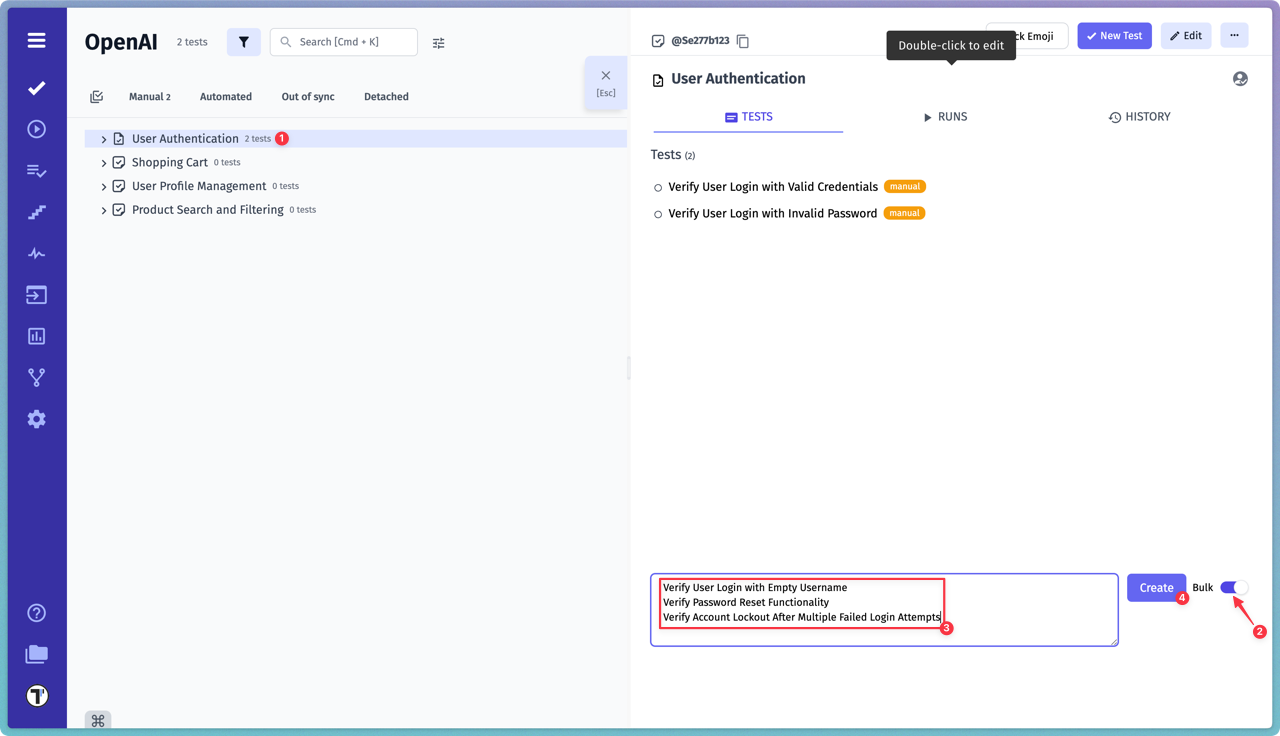 OpenAI
2 tests
Search [Cmd + K]
Manual 2
Automated
Out of sync
Detached
[Esc]
User Authentication 2 tests 1
Shopping Cart 0 tests
User Profile Management 0 tests
Product Search and Filtering 0 tests
@Se277b123
Double-click to edit
ck Emoji
New Test
Edit
User Authentication
TESTS
RUNS
HISTORY
Tests (2)
Verify User Login with Valid Credentials manual
Verify User Login with Invalid Password manual
Verify User Login with Empty Username
Verify Password Reset Functionality
Verify Account Lockout After Multiple Failed Login Attempts
3
Create
4
Bulk
2
T